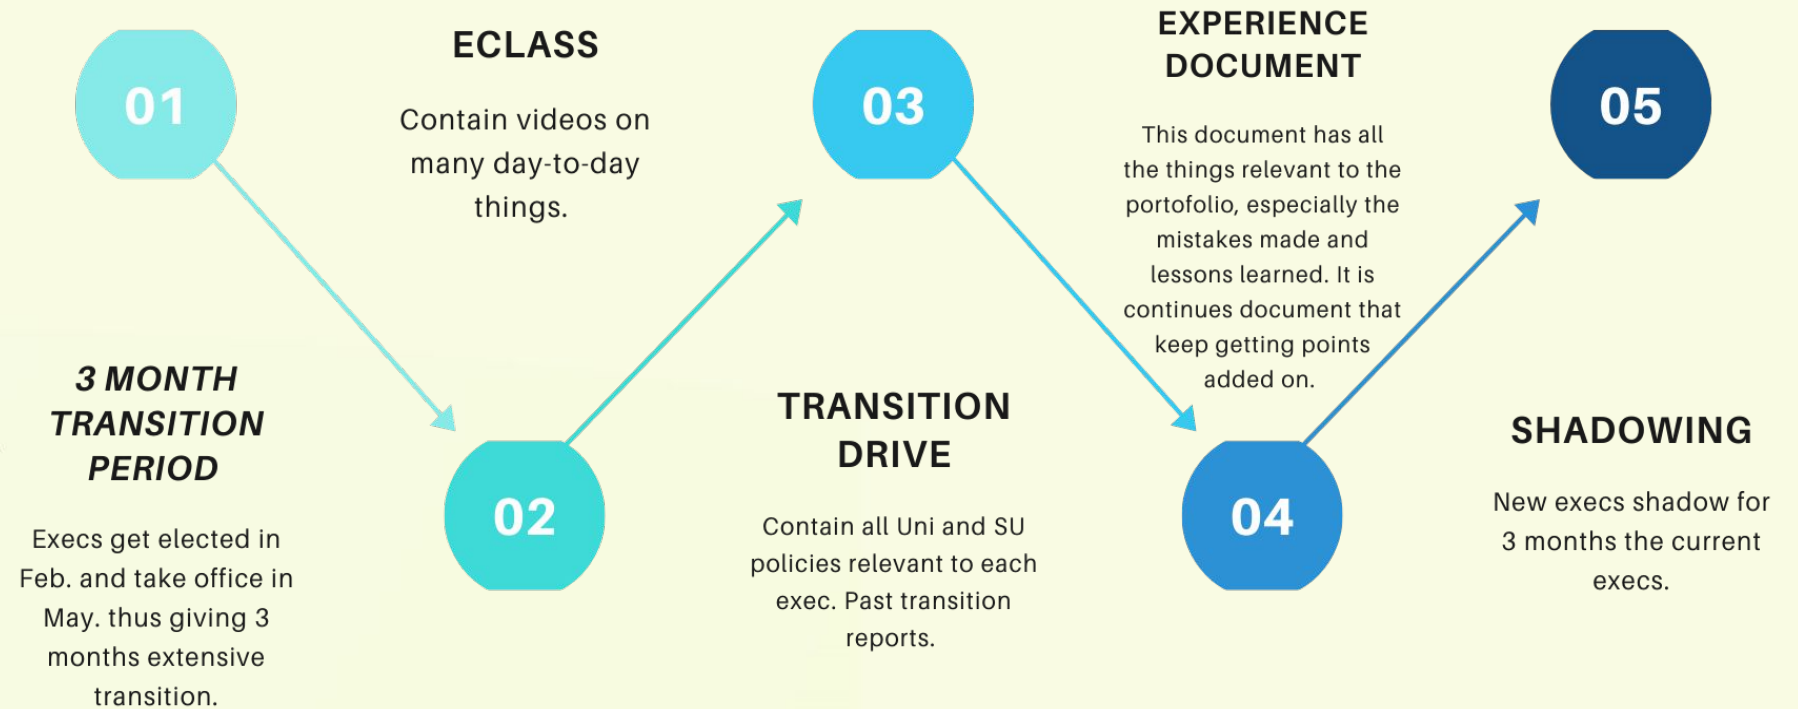 01
3 MONTH
TRANSITION
PERIOD
Execs get elected in
Feb. and take office in
May. thus giving 3
months extensive
transition.
ECLASS
Contain videos on
many day-to-day
things.
02
03
TRANSITION
DRIVE
Contain all Uni and SU
policies relevant to each
exec. Past transition
reports.
EXPERIENCE
DOCUMENT
This document has all
the things relevant to the
portofolio, especially the
mistakes made and
lessons learned. It is
continues document that
keep getting points
added on.
04
05
SHADOWING
New execs shadow for
3 months the current
execs.